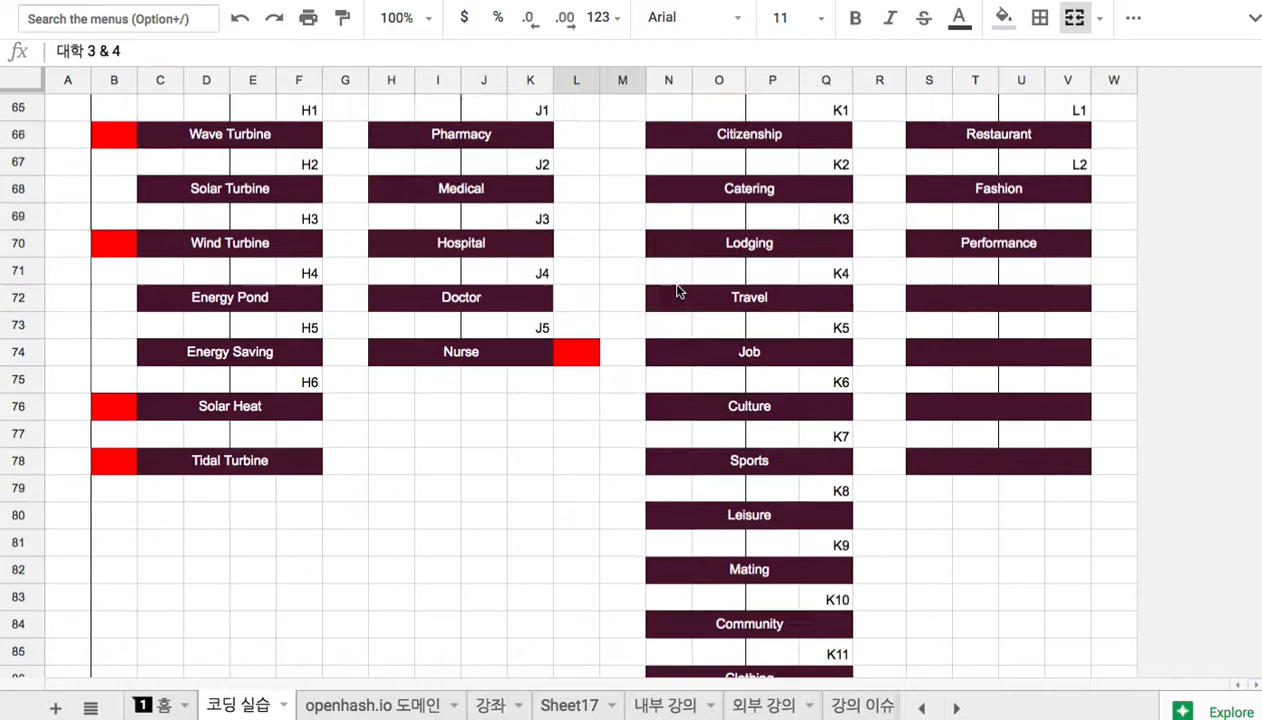 Search the menus (Option+/) 100% $ % .0 .00 123 Arial 11 B I S A
fx 대학 3 & 4
A B C D E F G H I J K L M N O P Q R S T U V W
65 H1 J1 K1 L1
66 Wave Turbine Pharmacy Citizenship Restaurant
67 H2 J2 K2 L2
68 Solar Turbine Medical Catering Fashion
69 H3 J3 K3
70 Wind Turbine Hospital Lodging Performance
71 H4 J4 K4
72 Energy Pond Doctor Travel
73 H5 J5 K5
74 Energy Saving Nurse Job
75 H6 K6
76 Solar Heat Culture
77 K7
78 Tidal Turbine Sports
79 K8
80 Leisure
81 K9
82 Mating
83 K10
84 Community
85 K11
86 Clothing
1 홈 코딩 실습 openhash.io 도메인 강좌 Sheet17 내부 강의 외부 강의 강의 이슈 Explore